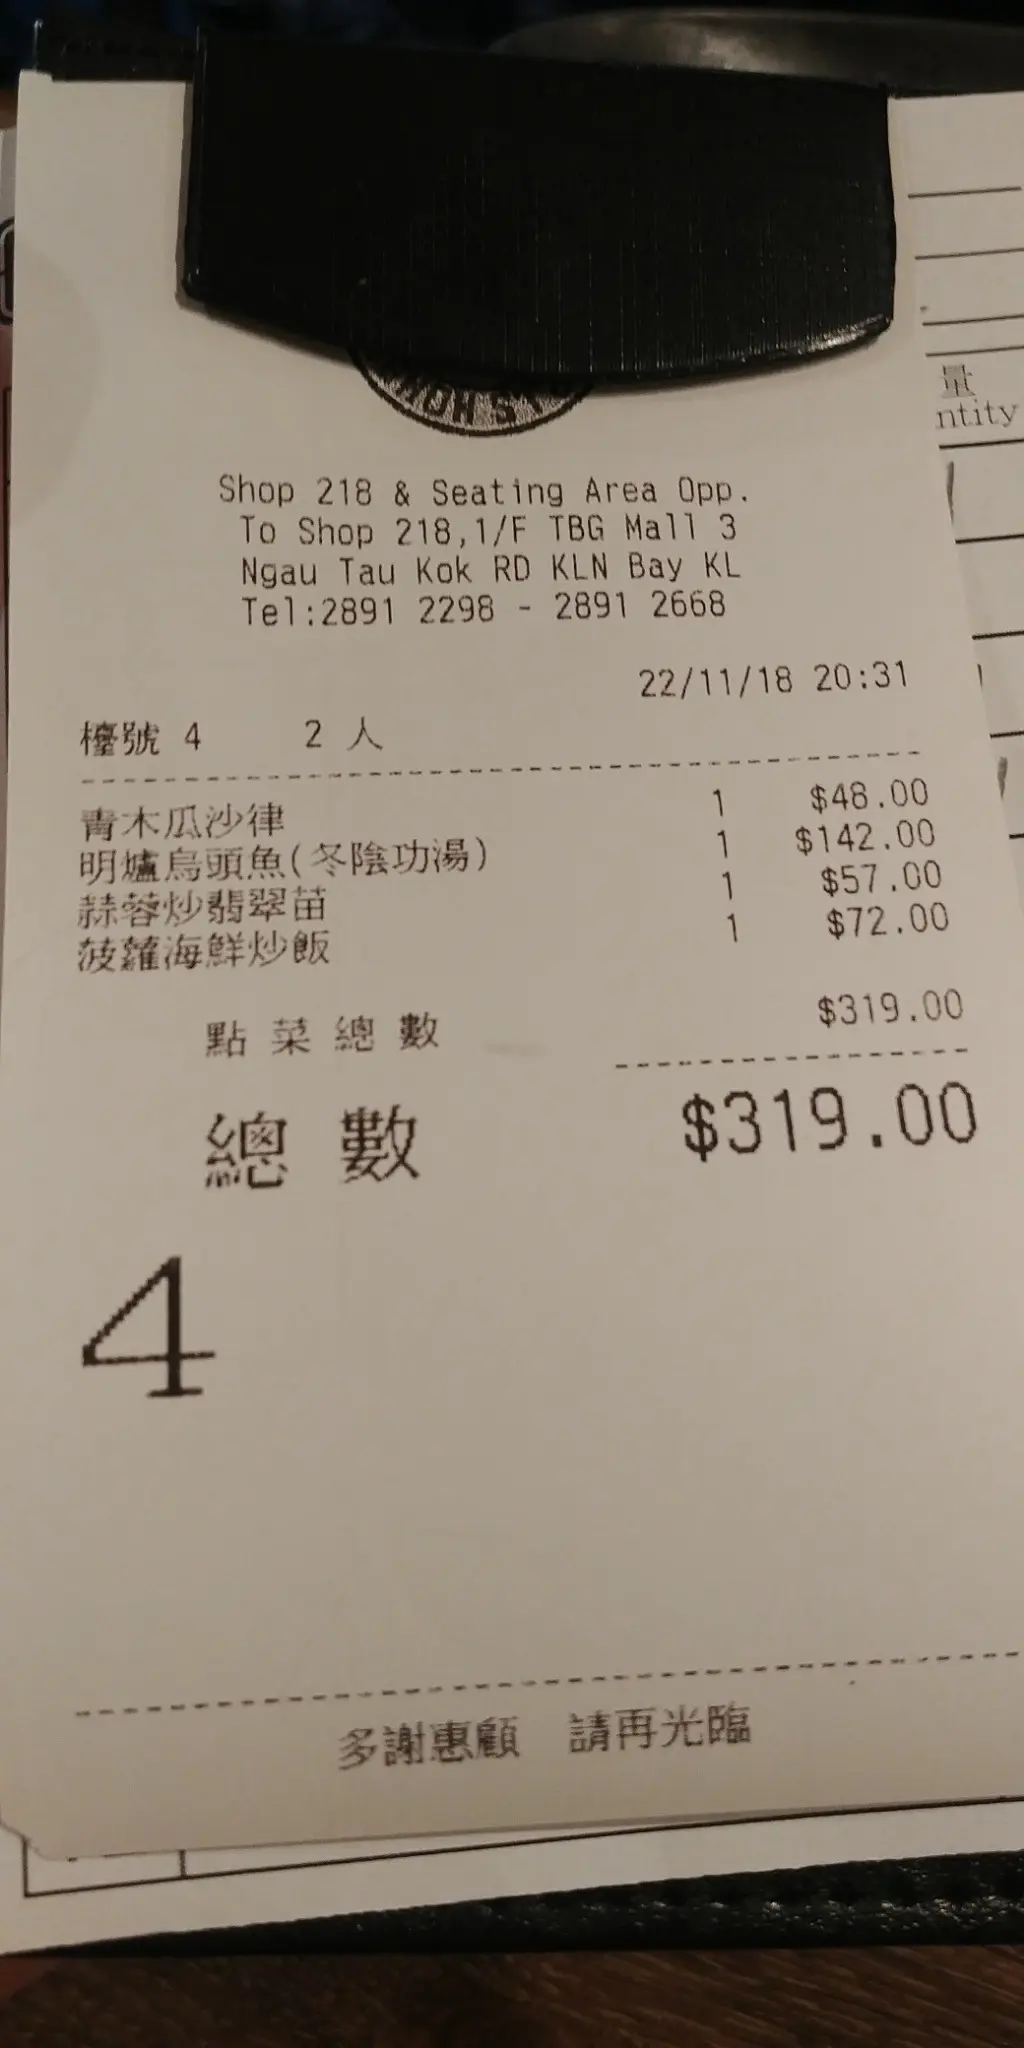 量
ntity
Shop 218 & Seating Area Opp.
To Shop 218,1/F TBG Mall 3
Ngau Tau Kok RD KLN Bay KL
Tel:2891 2298 - 2891 2668
22/11/18 20:31
檯號 4 2 人
青木瓜沙律 1 $48.00
明爐烏頭魚(冬陰功湯) 1 $142.00
蒜蓉炒翡翠苗 1 $57.00
菠蘿海鮮炒飯 1 $72.00
點菜總數 $319.00
總數 $319.00
4
多謝惠顧 請再光臨